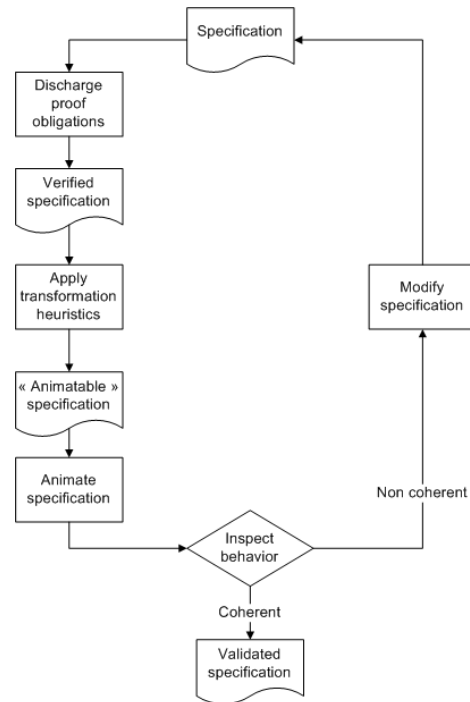 Specification
Discharge
proof
obligations
Verified
specification
Apply
transformation
heuristics
« Animatable »
specification
Animate
specification
Inspect
behavior
Non coherent
Modify
specification
Coherent
Validated
specification